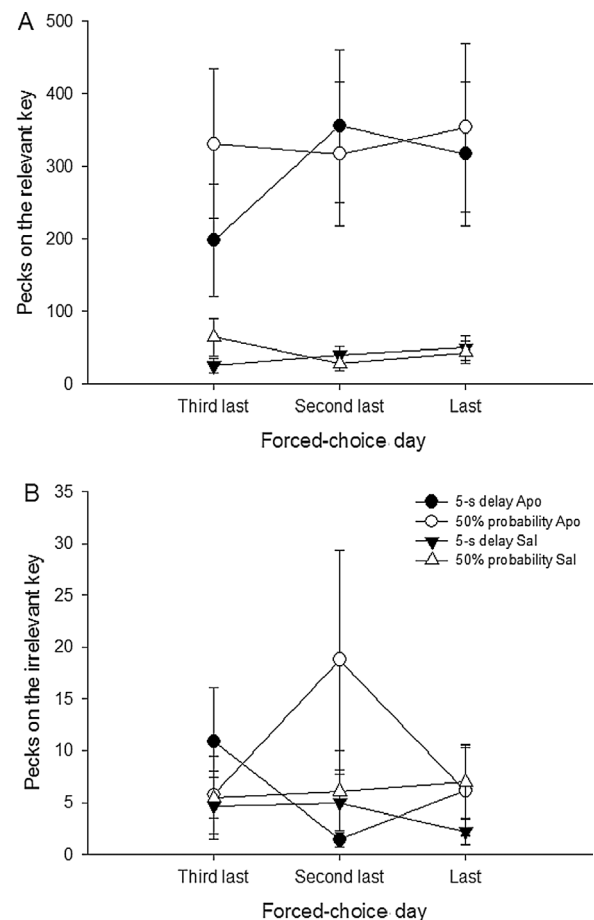 A
Pecks on the relevant key
500
400
300
200
100
0
Third last Second last Last
Forced-choice day
B
Pecks on the irrelevant key
35
30
25
20
15
10
5
0
5-s delay Apo
50% probability Apo
5-s delay Sal
50% probability Sal
Third last Second last Last
Forced-choice day